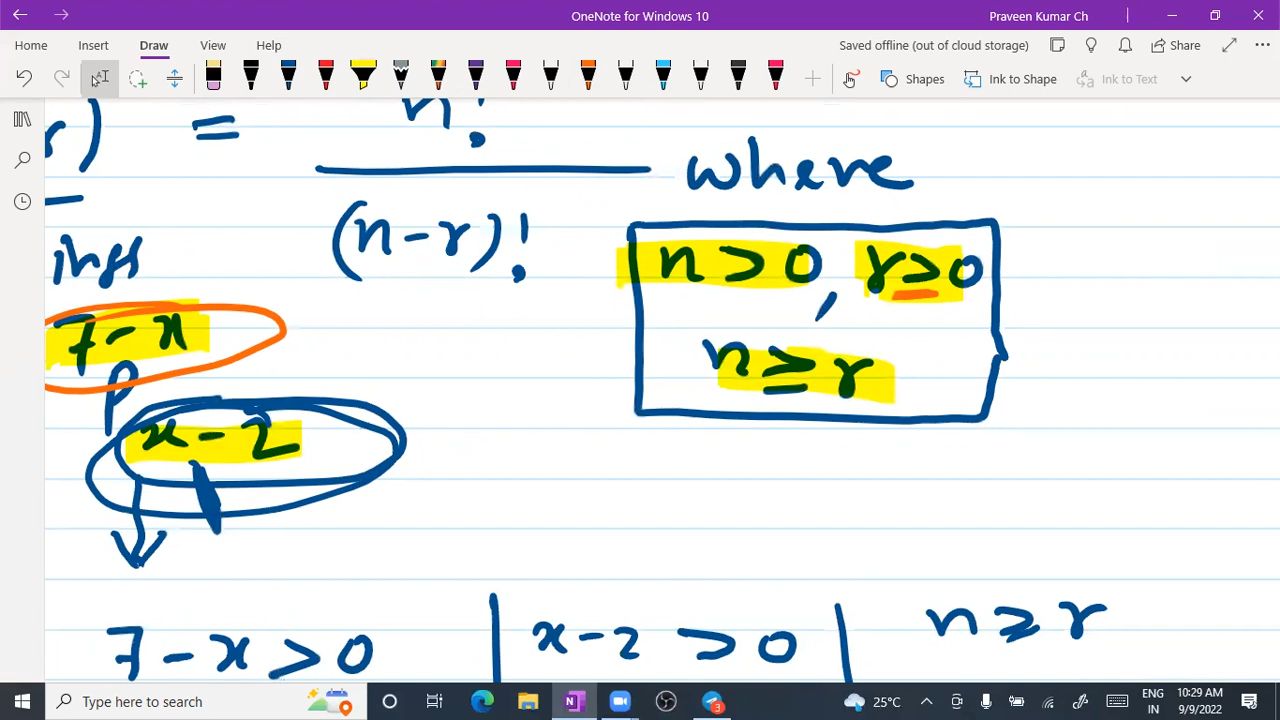 OneNote for Windows 10
Praveen Kumar Ch
Home Insert Draw View Help
Saved offline (out of cloud storage)
Share
Shapes Ink to Shape Ink to Text
r) = n!
(n-r)!
where
n>0, r≥0
n≥r
7-x
P
x-2
7-x>0 | x-2≥0 | n≥r
Type here to search
3
25°C
ENG
IN
10:29 AM
9/9/2022